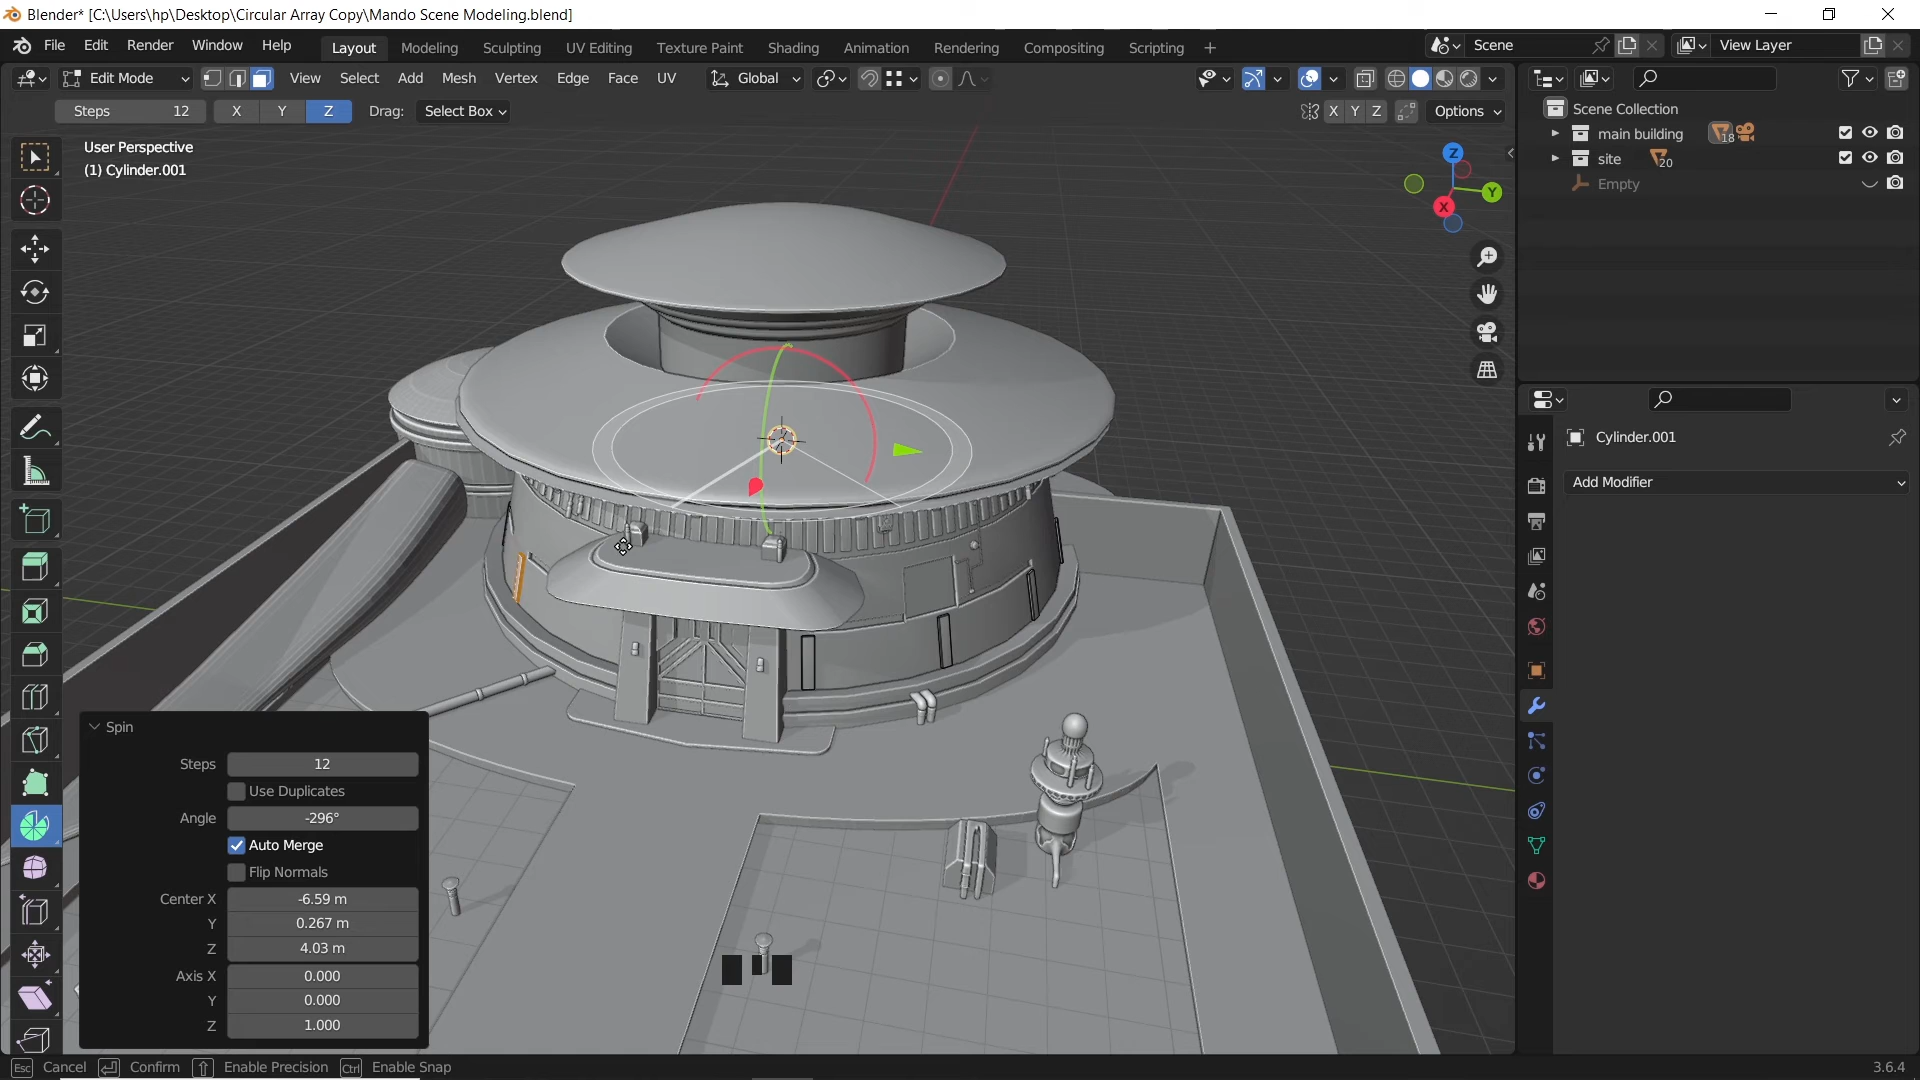 Blender* [C:\Users\hp\Desktop\Circular Array Copy\Mando Scene Modeling.blend]
File Edit Render Window Help Layout Modeling Sculpting UV Editing Texture Paint Shading Animation Rendering Compositing Scripting + Scene View Layer
Edit Mode View Select Add Mesh Vertex Edge Face UV Global
Steps 12 X Y Z Drag: Select Box X Y Z Options
User Perspective
(1) Cylinder.001
Z
Y
X
Scene Collection
main building 18
site 20
Empty
Cylinder.001
Add Modifier
Spin
Steps 12
Use Duplicates
Angle -296°
Auto Merge
Flip Normals
Center X -6.59 m
Y 0.267 m
Z 4.03 m
Axis X 0.000
Y 0.000
Z 1.000
Esc Cancel Confirm Enable Precision Ctrl Enable Snap 3.6.4